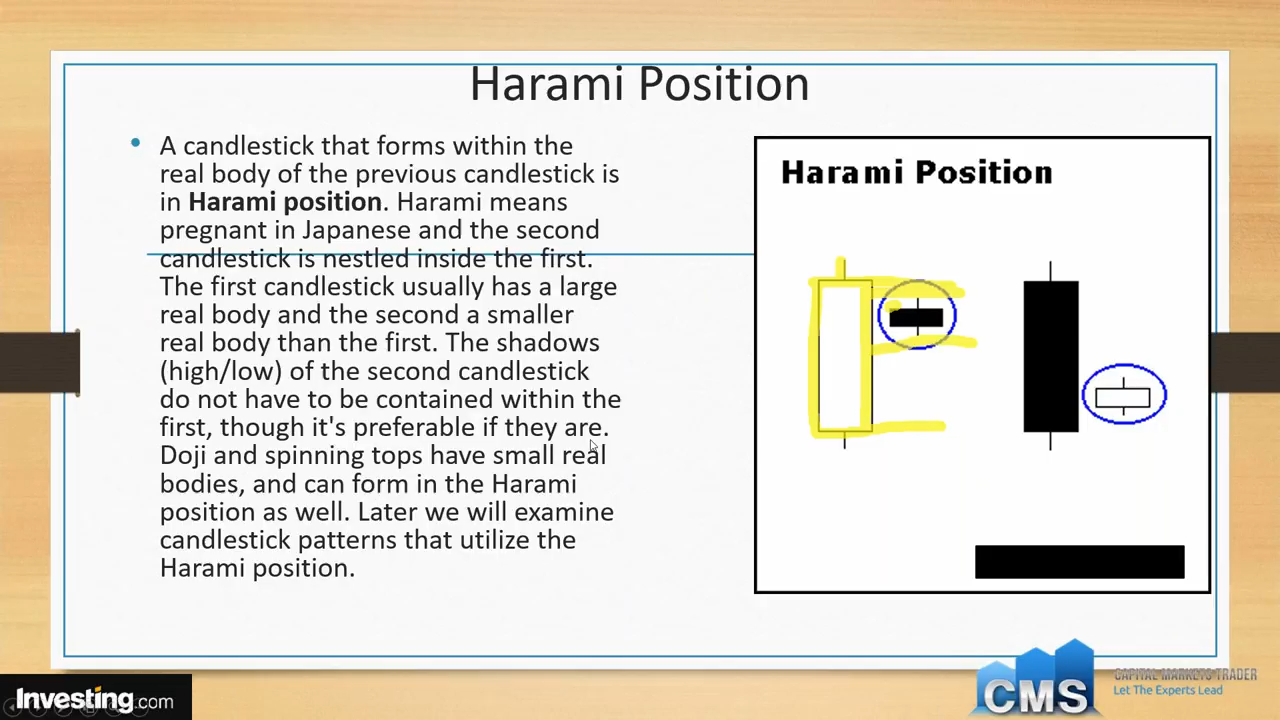 Harami Position
• A candlestick that forms within the
real body of the previous candlestick is
in Harami position. Harami means
pregnant in Japanese and the second
candlestick is nestled inside the first.
The first candlestick usually has a large
real body and the second a smaller
real body than the first. The shadows
(high/low) of the second candlestick
do not have to be contained within the
first, though it's preferable if they are.
Doji and spinning tops have small real
bodies, and can form in the Harami
position as well. Later we will examine
candlestick patterns that utilize the
Harami position.
Harami Position
Investing.com
CMS
CAPITAL MARKETS TRADER
Let The Experts Lead